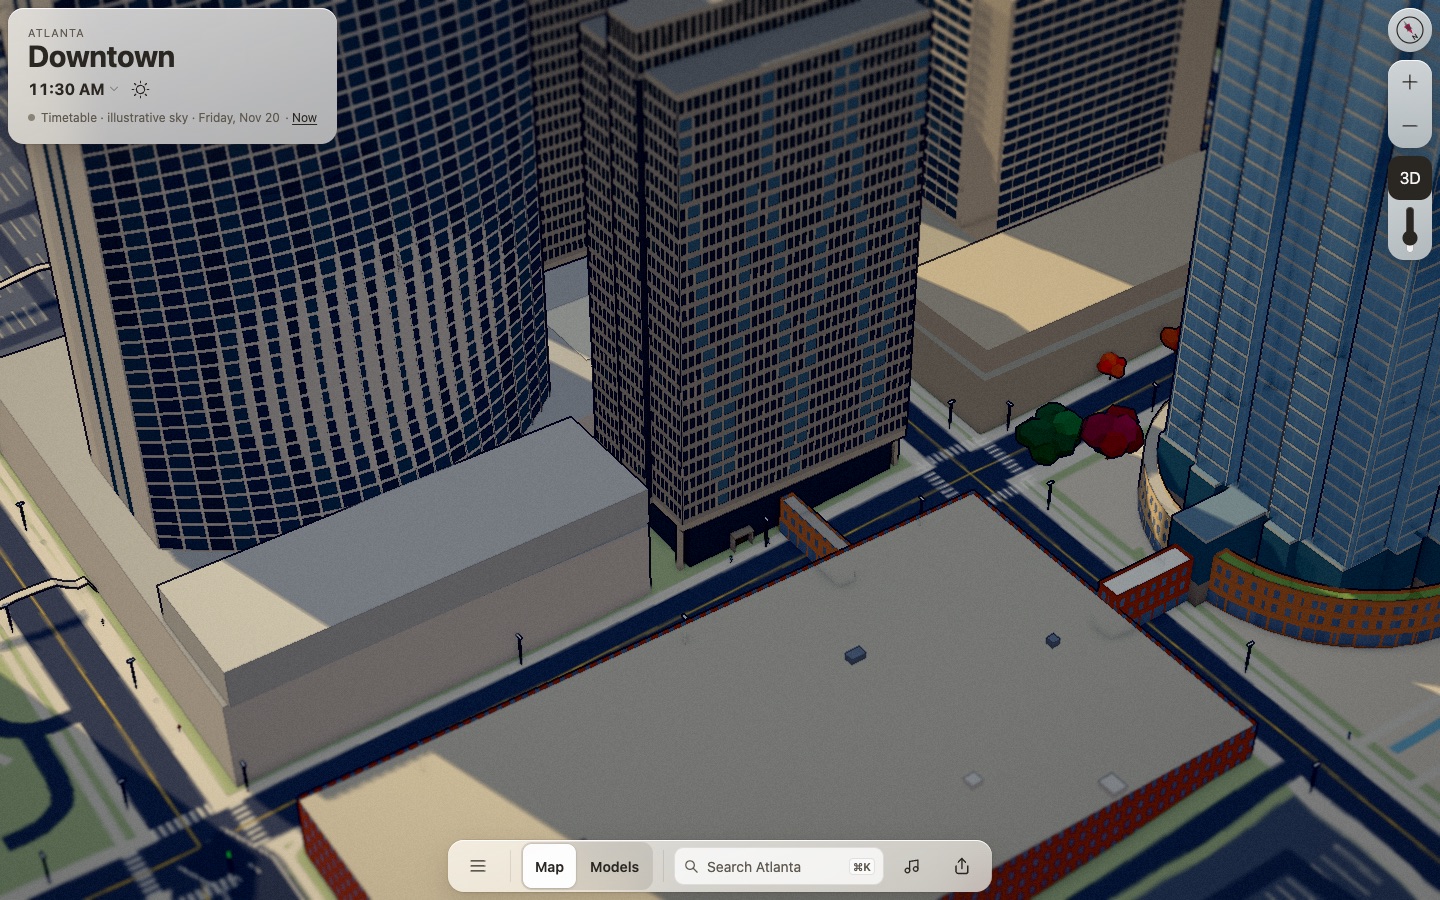 ATLANTA
Downtown
11:30 AM
Timetable · illustrative sky · Friday, Nov 20 · Now
N
+
−
3D
Map
Models
Search Atlanta
⌘K